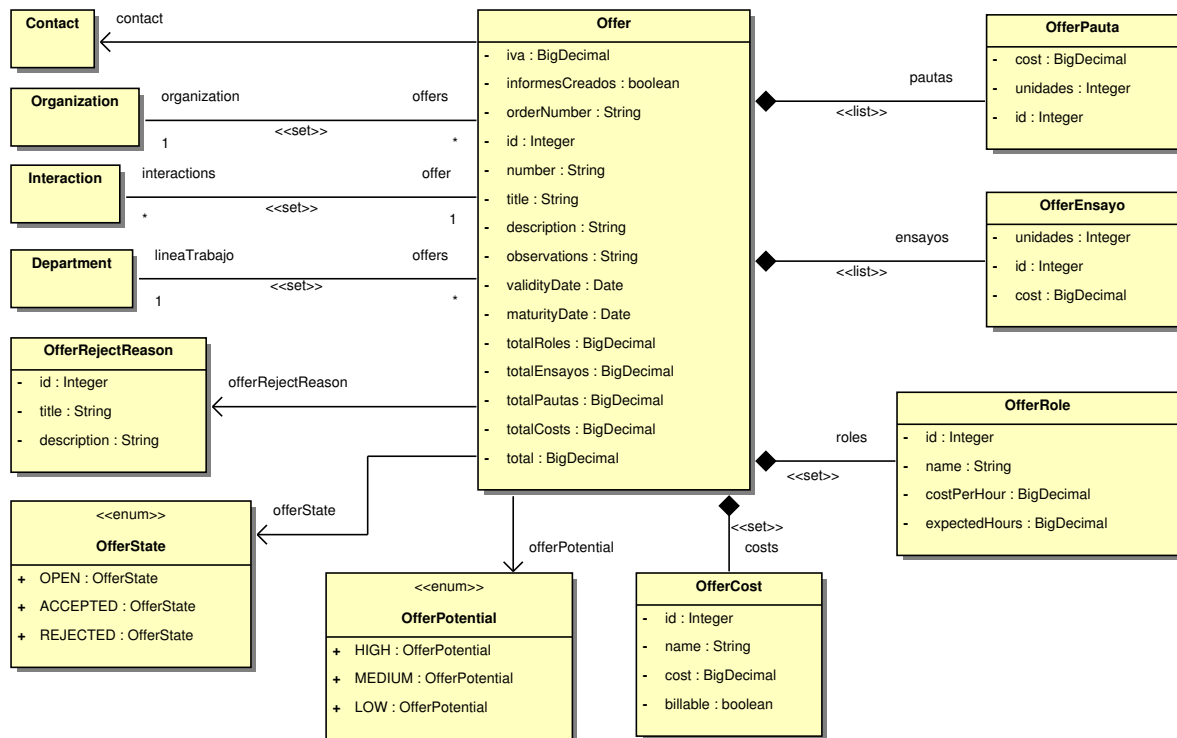 Contact
contact
Organization
organization
offers
<<set>>
1
*
Interaction
interactions
offer
<<set>>
*
1
Department
lineaTrabajo
offers
<<set>>
1
*
OfferRejectReason
- id : Integer
- title : String
- description : String
offerRejectReason
<<enum>>
OfferState
+ OPEN : OfferState
+ ACCEPTED : OfferState
+ REJECTED : OfferState
offerState
Offer
- iva : BigDecimal
- informesCreados : boolean
- orderNumber : String
- id : Integer
- number : String
- title : String
- description : String
- observations : String
- validityDate : Date
- maturityDate : Date
- totalRoles : BigDecimal
- totalEnsayos : BigDecimal
- totalPautas : BigDecimal
- totalCosts : BigDecimal
- total : BigDecimal
offerPotential
<<enum>>
OfferPotential
+ HIGH : OfferPotential
+ MEDIUM : OfferPotential
+ LOW : OfferPotential
<<set>>
costs
OfferCost
- id : Integer
- name : String
- cost : BigDecimal
- billable : boolean
pautas
<<list>>
OfferPauta
- cost : BigDecimal
- unidades : Integer
- id : Integer
ensayos
<<list>>
OfferEnsayo
- unidades : Integer
- id : Integer
- cost : BigDecimal
roles
<<set>>
OfferRole
- id : Integer
- name : String
- costPerHour : BigDecimal
- expectedHours : BigDecimal